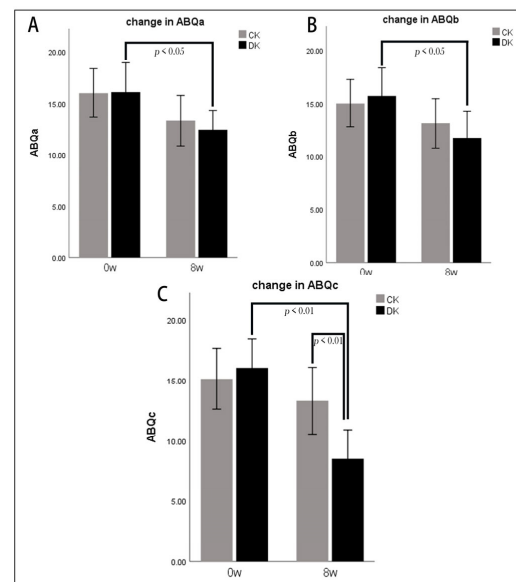 A
change in ABQa
CK
DK
p < 0.05
20.00
15.00
10.00
5.00
0.00
ABQa
0w
8w
B
change in ABQb
CK
DK
p < 0.05
20.00
15.00
10.00
5.00
0.00
ABQb
0w
8w
C
change in ABQc
CK
DK
p < 0.01
p < 0.01
20.00
15.00
10.00
5.00
0.00
ABQc
0w
8w